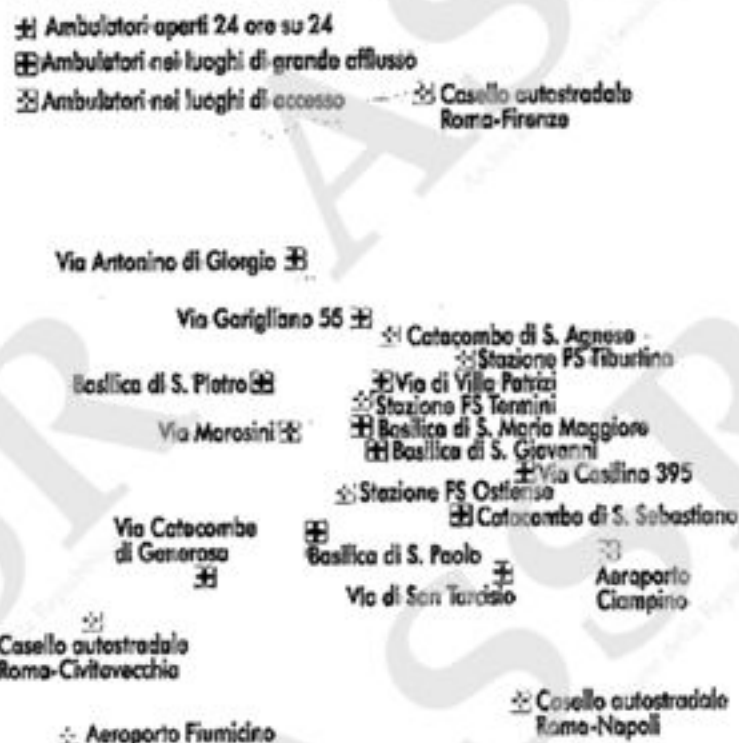 Ambulatori aperti 24 ore su 24
Ambulatori nei luoghi di grande afflusso
Ambulatori nei luoghi di accesso
Casello autostradale
Roma-Firenze
Via Antonino di Giorgio
Via Garigliano 55
Catacombe di S. Agnese
Stazione FS Tiburtina
Basilica di S. Pietro
Via di Villa Patrizi
Stazione FS Termini
Via Morosini
Basilica di S. Maria Maggiore
Basilica di S. Giovanni
Via Casilina 395
Stazione FS Ostiense
Catacombe di S. Sebastiano
Via Catacombe
di Generosa
Basilica di S. Paolo
Via di San Tarcisio
Aeroporto
Ciampino
Casello autostradale
Roma-Civitavecchia
Casello autostradale
Roma-Napoli
Aeroporto Fiumicino